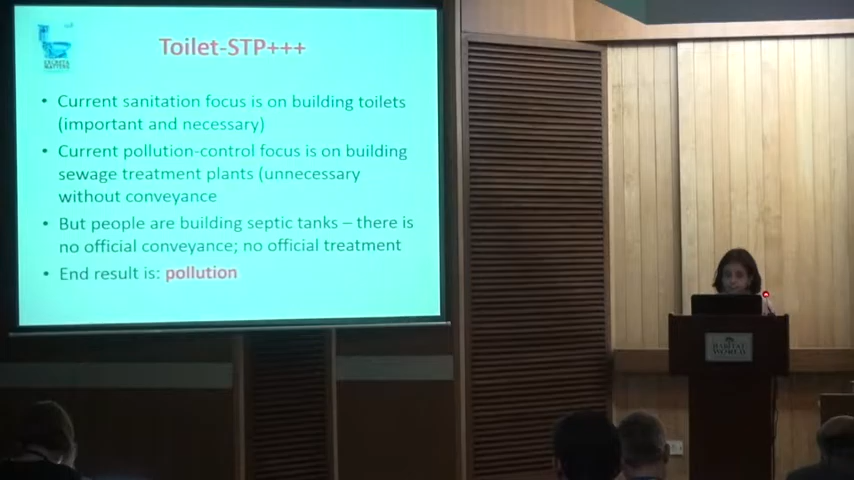 Toilet-STP+++
EXCRETA
MATTERS
• Current sanitation focus is on building toilets
(important and necessary)
• Current pollution-control focus is on building
sewage treatment plants (unnecessary
without conveyance
• But people are building septic tanks – there is
no official conveyance; no official treatment
• End result is: pollution
HABITAT
WORLD